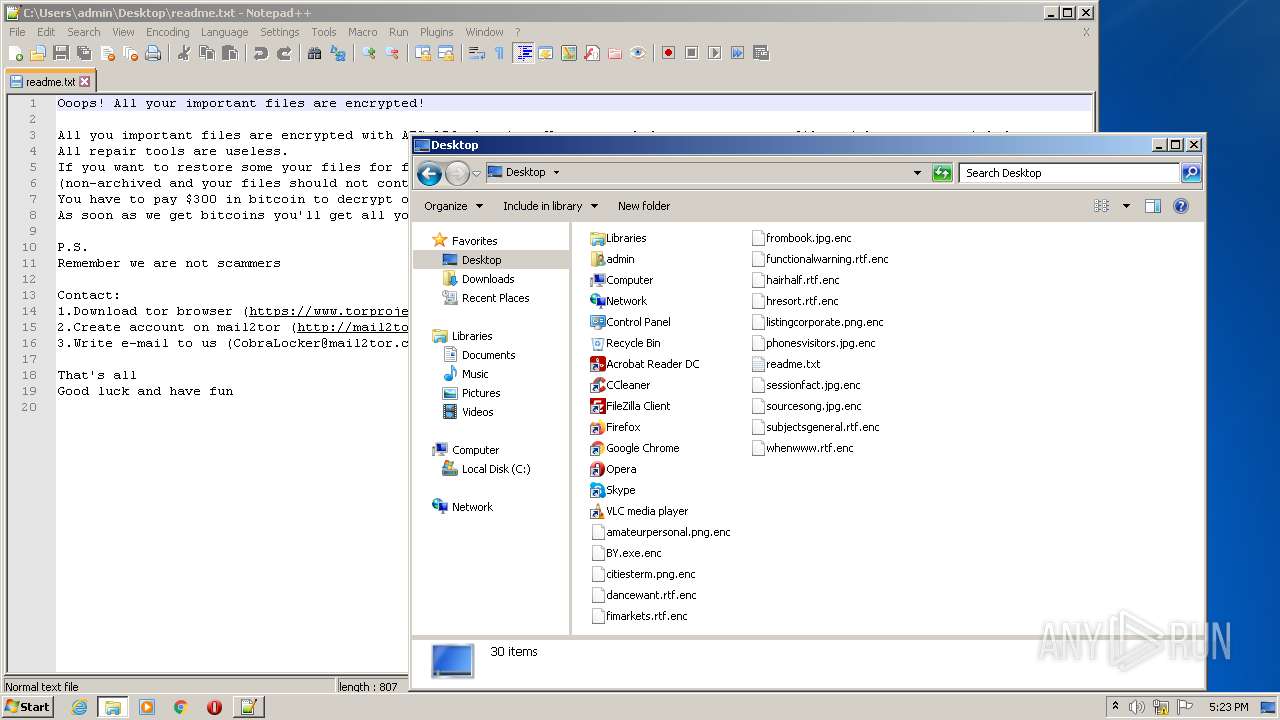 C:\Users\admin\Desktop\readme.txt - Notepad++
File Edit Search View Encoding Language Settings Tools Macro Run Plugins Window ? X
readme.txt
1 Ooops! All your important files are encrypted!
2
3 All you important files are encrypted with
4 All repair tools are useless.
5 If you want to restore some your files for f
6 (non-archived and your files should not cont
7 You have to pay $300 in bitcoin to decrypt o
8 As soon as we get bitcoins you'll get all yo
9
10 P.S.
11 Remember we are not scammers
12
13 Contact:
14 1.Download tor browser (https://www.torproje
15 2.Create account on mail2tor (http://mail2to
16 3.Write e-mail to us (CobraLocker@mail2tor.c
17
18 That's all
19 Good luck and have fun
20
Normal text file
length : 807
Desktop
Desktop
Search Desktop
Organize Include in library New folder
Favorites
Desktop
Downloads
Recent Places
Libraries
Documents
Music
Pictures
Videos
Computer
Local Disk (C:)
Network
Libraries
admin
Computer
Network
Control Panel
Recycle Bin
Acrobat Reader DC
CCleaner
FileZilla Client
Firefox
Google Chrome
Opera
Skype
VLC media player
amateurpersonal.png.enc
BY.exe.enc
citiesterm.png.enc
dancewant.rtf.enc
fimarkets.rtf.enc
frombook.jpg.enc
functionalwarning.rtf.enc
hairhalf.rtf.enc
hresort.rtf.enc
listingcorporate.png.enc
phonesvisitors.jpg.enc
readme.txt
sessionfact.jpg.enc
sourcesong.jpg.enc
subjectsgeneral.rtf.enc
whenwww.rtf.enc
30 items
ANY RUN
Start
5:23 PM